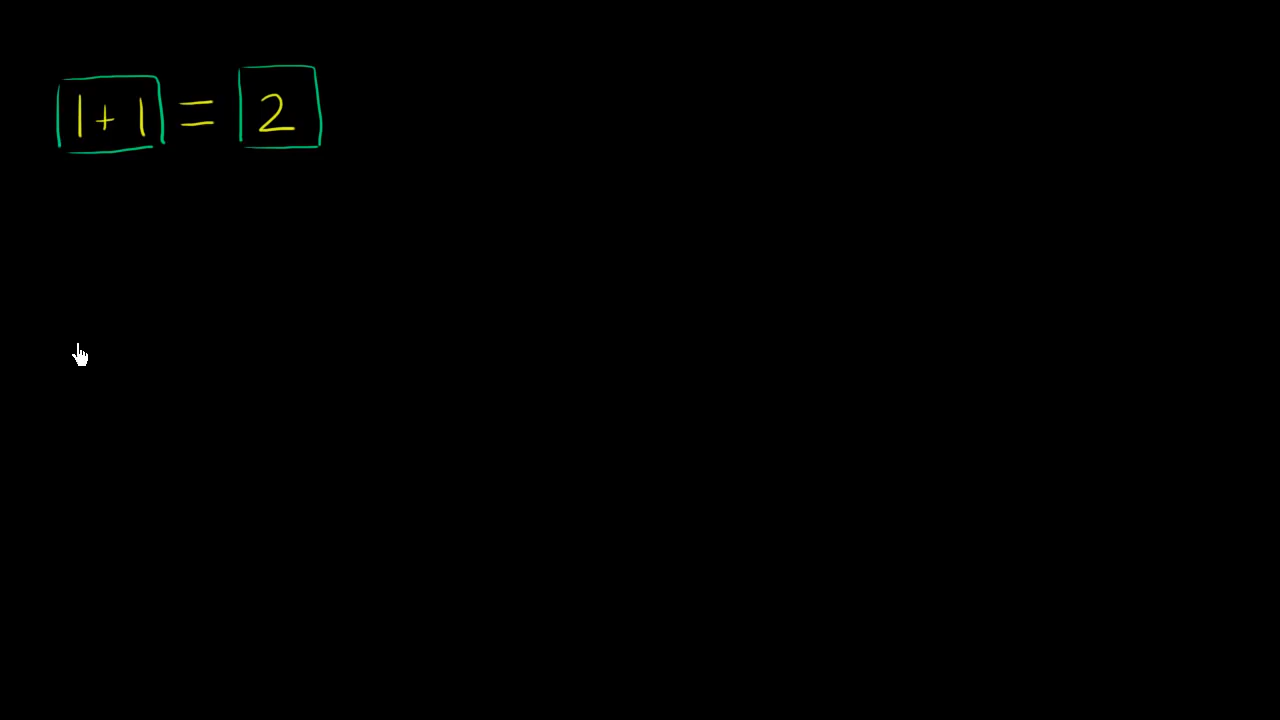 1 + 1 = 2